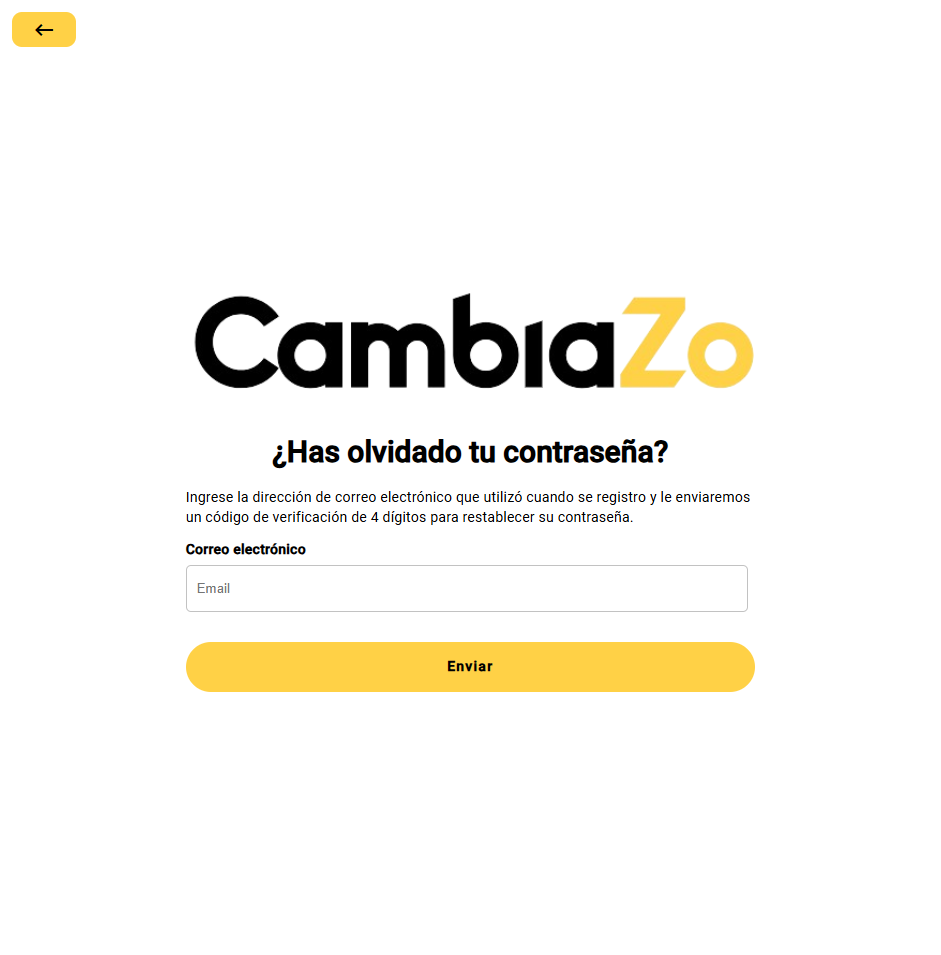 CambiaZo
¿Has olvidado tu contraseña?
Ingrese la dirección de correo electrónico que utilizó cuando se registro y le enviaremos
un código de verificación de 4 dígitos para restablecer su contraseña.
Correo electrónico
Email
Enviar